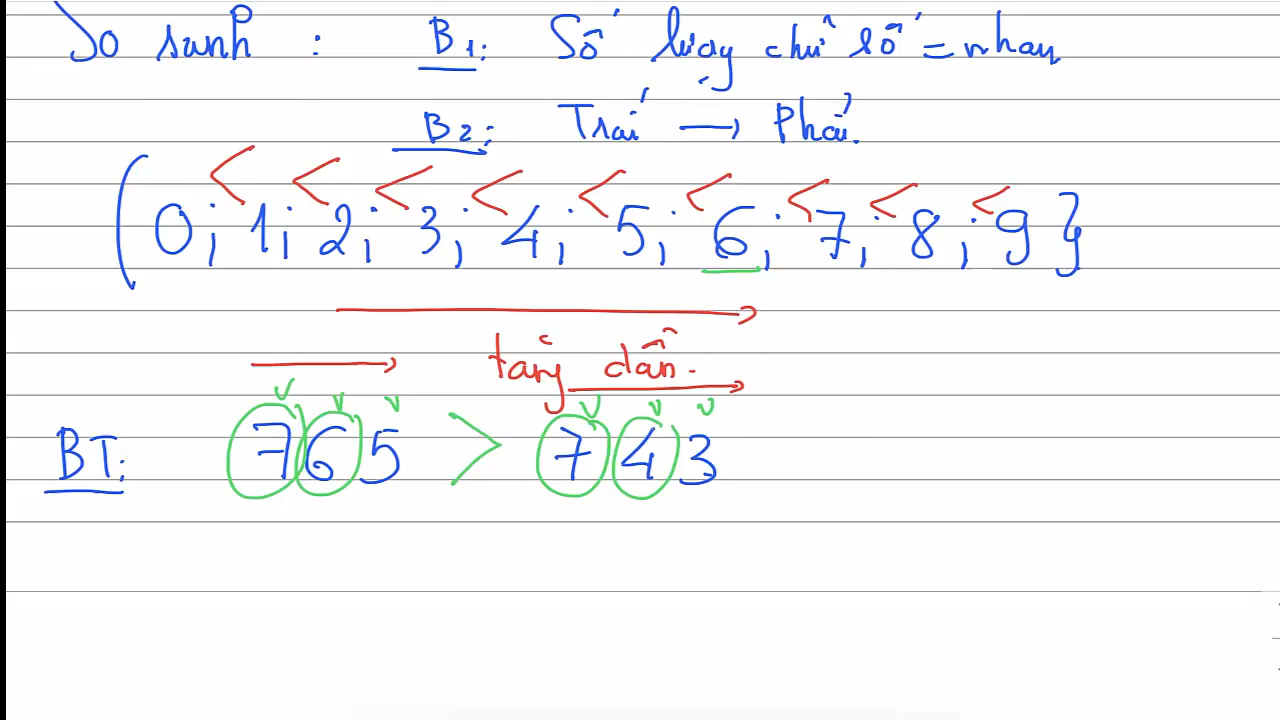 So sánh : B1: Số lượng chữ số = nhau
B2: Trái → Phải.
{0; 1; 2; 3; 4; 5; 6; 7; 8; 9}
< < < < < < < < <
tăng dần.
BT: 765 > 743